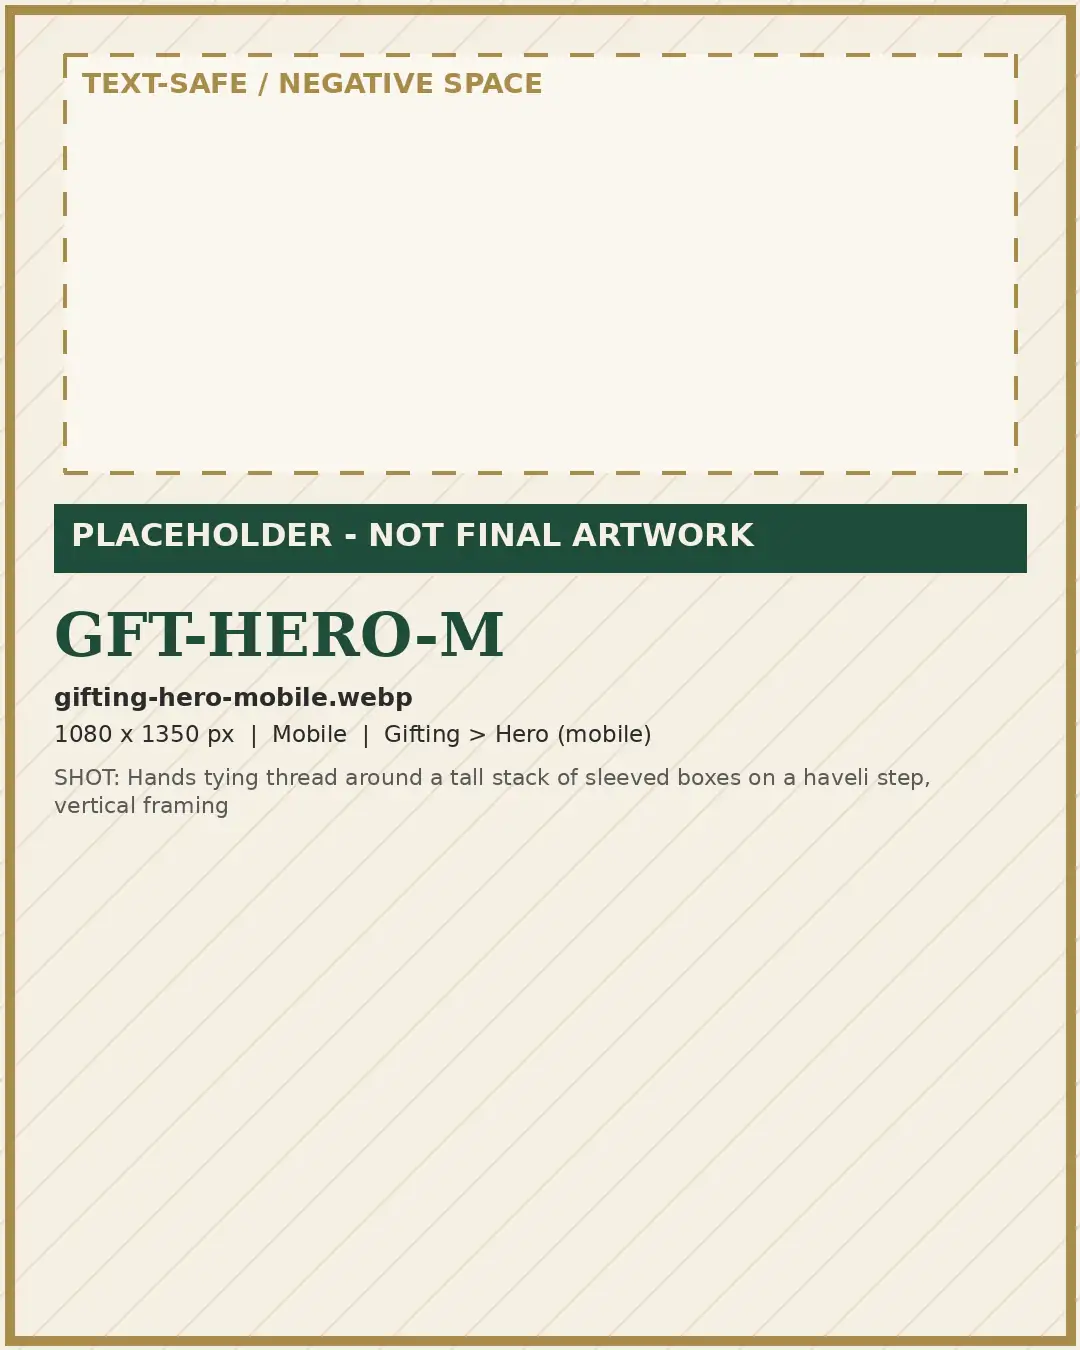 TEXT-SAFE / NEGATIVE SPACE
PLACEHOLDER - NOT FINAL ARTWORK
GFT-HERO-M
gifting-hero-mobile.webp
1080 x 1350 px | Mobile | Gifting > Hero (mobile)
SHOT: Hands tying thread around a tall stack of sleeved boxes on a haveli step,
vertical framing